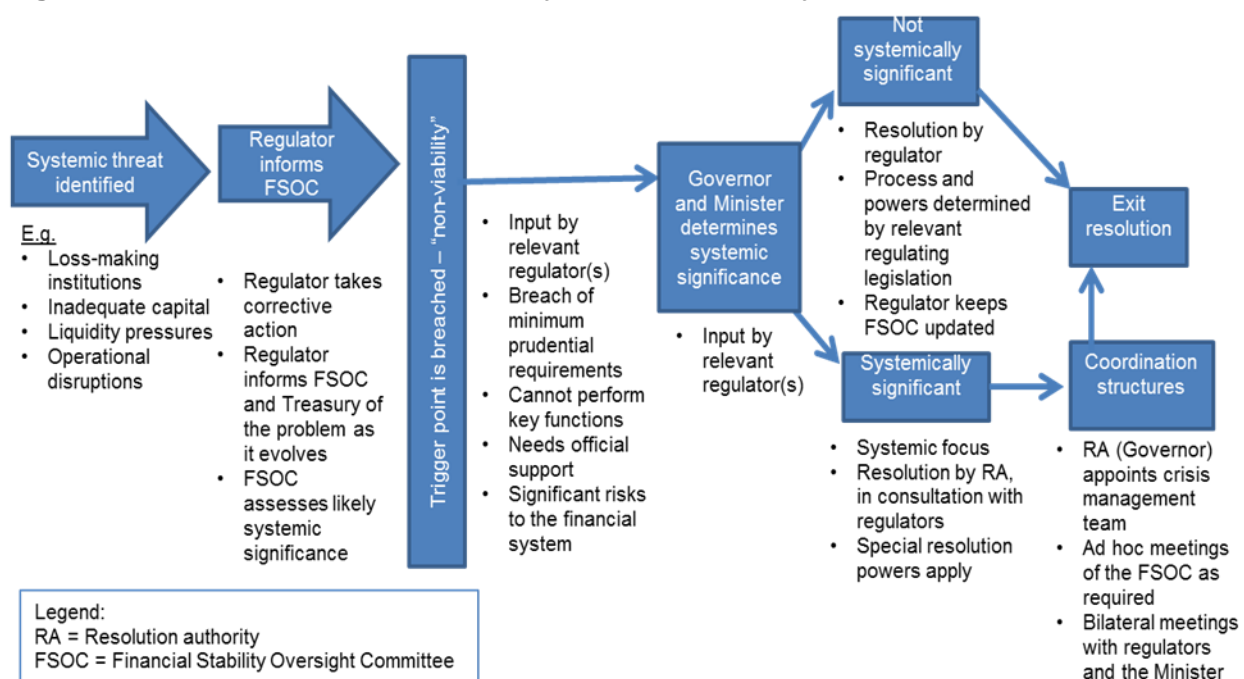 Systemic threat
identified
E.g.
• Loss-making
institutions
• Inadequate capital
• Liquidity pressures
• Operational
disruptions
Regulator
informs
FSOC
• Regulator takes
corrective
action
• Regulator
informs FSOC
and Treasury of
the problem as
it evolves
• FSOC
assesses likely
systemic
significance
Trigger point is breached – “non-viability”
• Input by
relevant
regulator(s)
• Breach of
minimum
prudential
requirements
• Cannot perform
key functions
• Needs official
support
• Significant risks
to the financial
system
Governor
and Minister
determines
systemic
significance
• Input by
relevant
regulator(s)
Not
systemically
significant
• Resolution by
regulator
• Process and
powers determined
by relevant
regulating
legislation
• Regulator keeps
FSOC updated
Systemically
significant
• Systemic focus
• Resolution by RA,
in consultation with
regulators
• Special resolution
powers apply
Exit
resolution
Coordination
structures
• RA (Governor)
appoints crisis
management
team
• Ad hoc meetings
of the FSOC as
required
• Bilateral meetings
with regulators
and the Minister
Legend:
RA = Resolution authority
FSOC = Financial Stability Oversight Committee